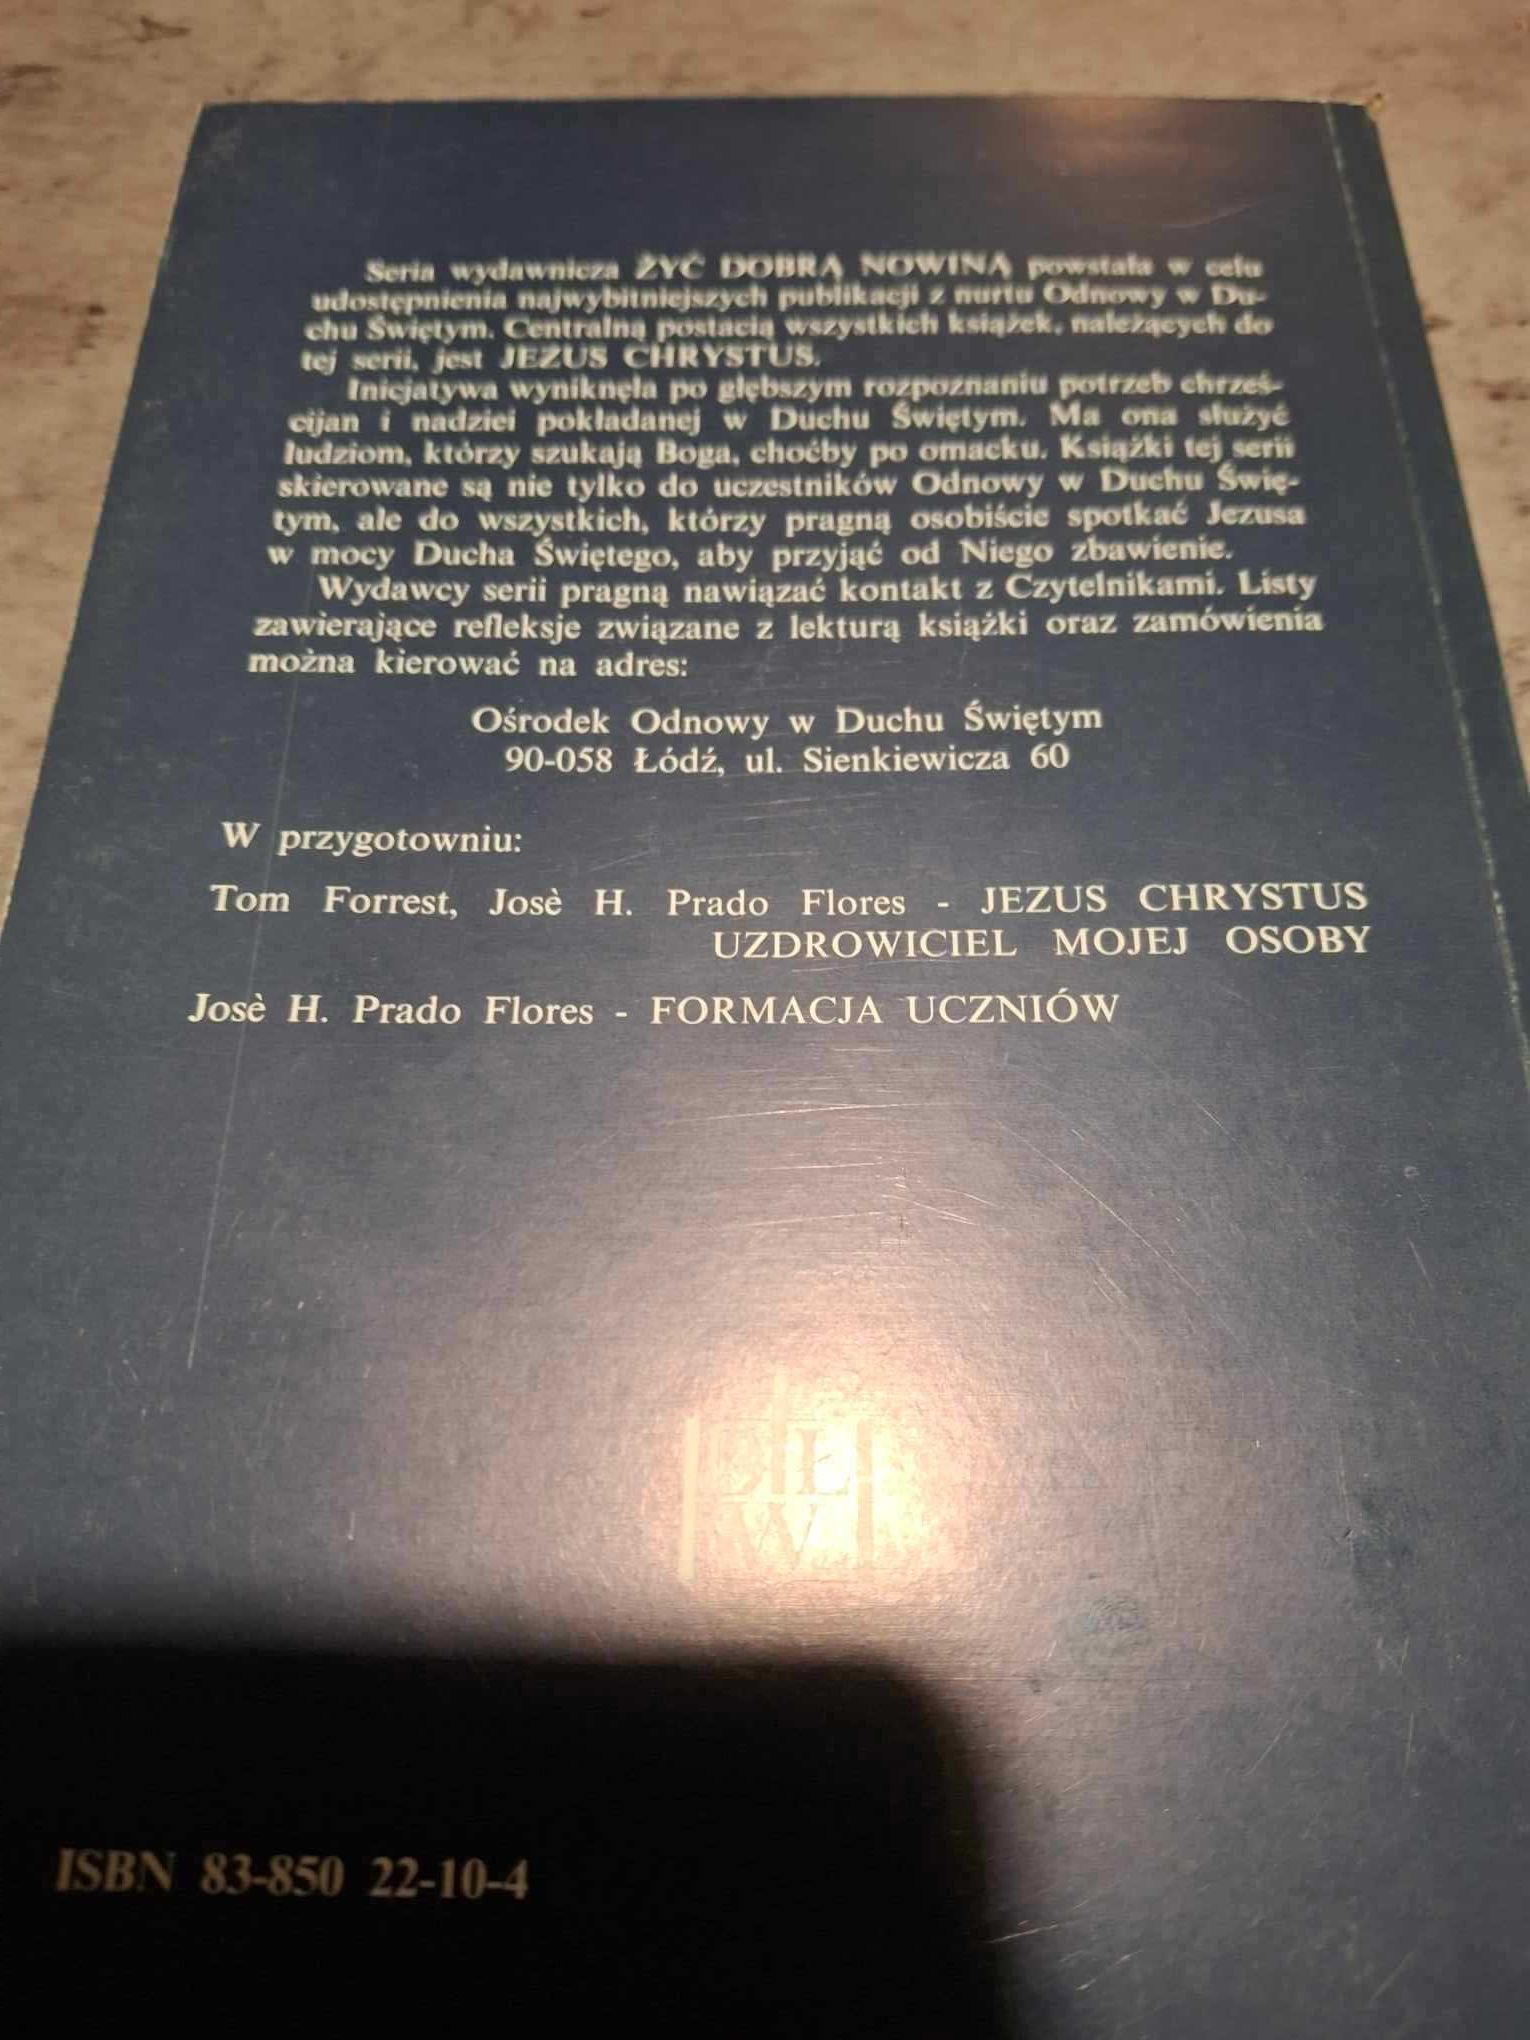 Seria wydawnicza ŻYĆ DOBRĄ NOWINĄ powstała w celu
udostępnienia najwybitniejszych publikacji z nurtu Odnowy w Du-
chu Świętym. Centralną postacią wszystkich książek, należących do
tej serii, jest JEZUS CHRYSTUS.
Inicjatywa wyniknęła po głębszym rozpoznaniu potrzeb chrześ-
cijan i nadziei pokładanej w Duchu Świętym. Ma ona służyć
ludziom, którzy szukają Boga, choćby po omacku. Książki tej serii
skierowane są nie tylko do uczestników Odnowy w Duchu Świę-
tym, ale do wszystkich, którzy pragną osobiście spotkać Jezusa
w mocy Ducha Świętego, aby przyjąć od Niego zbawienie.
Wydawcy serii pragną nawiązać kontakt z Czytelnikami. Listy
zawierające refleksje związane z lekturą książki oraz zamówienia
można kierować na adres:
Ośrodek Odnowy w Duchu Świętym
90-058 Łódź, ul. Sienkiewicza 60
W przygotowniu:
Tom Forrest, Josè H. Prado Flores - JEZUS CHRYSTUS
UZDROWICIEL MOJEJ OSOBY
Josè H. Prado Flores - FORMACJA UCZNIÓW
Ł
W
ISBN 83-850 22-10-4